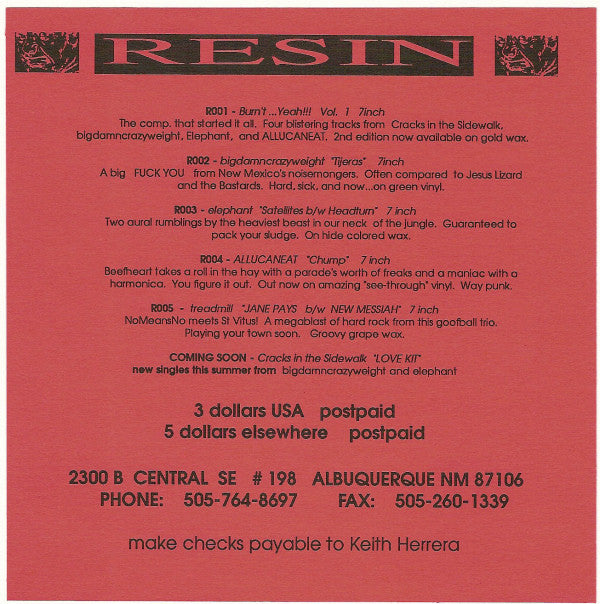 RESIN
R001 - Burn't ...Yeah!!! Vol. 1 7inch
The comp. that started it all. Four blistering tracks from Cracks in the Sidewalk,
bigdamncrazyweight, Elephant, and ALLUCANEAT. 2nd edition now available on gold wax.
R002 - bigdamncrazyweight "Tijeras" 7inch
A big FUCK YOU from New Mexico's noisemongers. Often compared to Jesus Lizard
and the Bastards. Hard, sick, and now...on green vinyl.
R003 - elephant "Satellites b/w Headturn" 7 inch
Two aural rumblings by the heaviest beast in our neck of the jungle. Guaranteed to
pack your sludge. On hide colored wax.
R004 - ALLUCANEAT "Chump" 7 inch
Beefheart takes a roll in the hay with a parade's worth of freaks and a maniac with a
harmonica. You figure it out. Out now on amazing "see-through" vinyl. Way punk.
R005 - treadmill "JANE PAYS b/w NEW MESSIAH" 7 inch
NoMeansNo meets St Vitus! A megablast of hard rock from this goofball trio.
Playing your town soon. Groovy grape wax.
COMING SOON - Cracks in the Sidewalk "LOVE KIT"
new singles this summer from bigdamncrazyweight and elephant
3 dollars USA postpaid
5 dollars elsewhere postpaid
2300 B CENTRAL SE # 198 ALBUQUERQUE NM 87106
PHONE: 505-764-8697 FAX: 505-260-1339
make checks payable to Keith Herrera